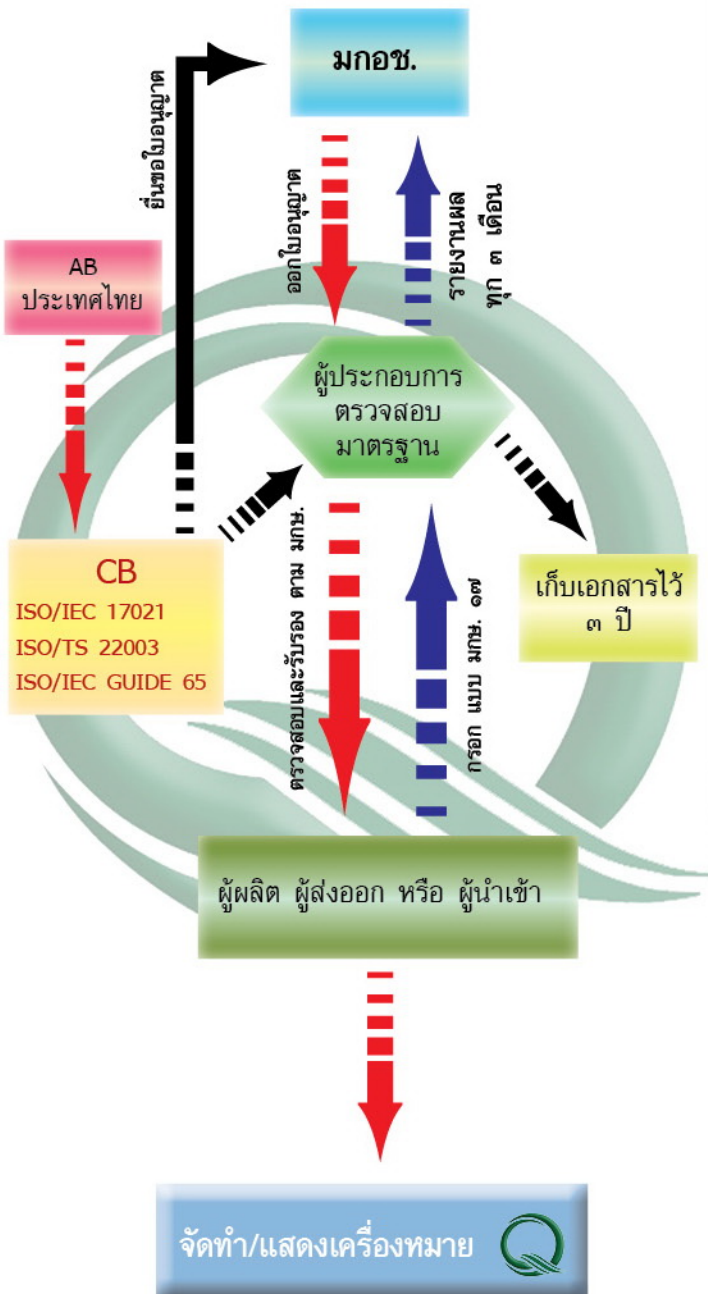 มกอช.
ยื่นขอใบอนุญาต
ออกใบอนุญาต
รายงานผล
ทุก ๓ เดือน
AB
ประเทศไทย
ผู้ประกอบการ
ตรวจสอบ
มาตรฐาน
CB
ISO/IEC 17021
ISO/TS 22003
ISO/IEC GUIDE 65
ตรวจสอบและรับรอง ตาม มกษ.
กรอก แบบ มกษ. ๑๗
เก็บเอกสารไว้
๓ ปี
ผู้ผลิต ผู้ส่งออก หรือ ผู้นำเข้า
จัดทำ/แสดงเครื่องหมาย Q